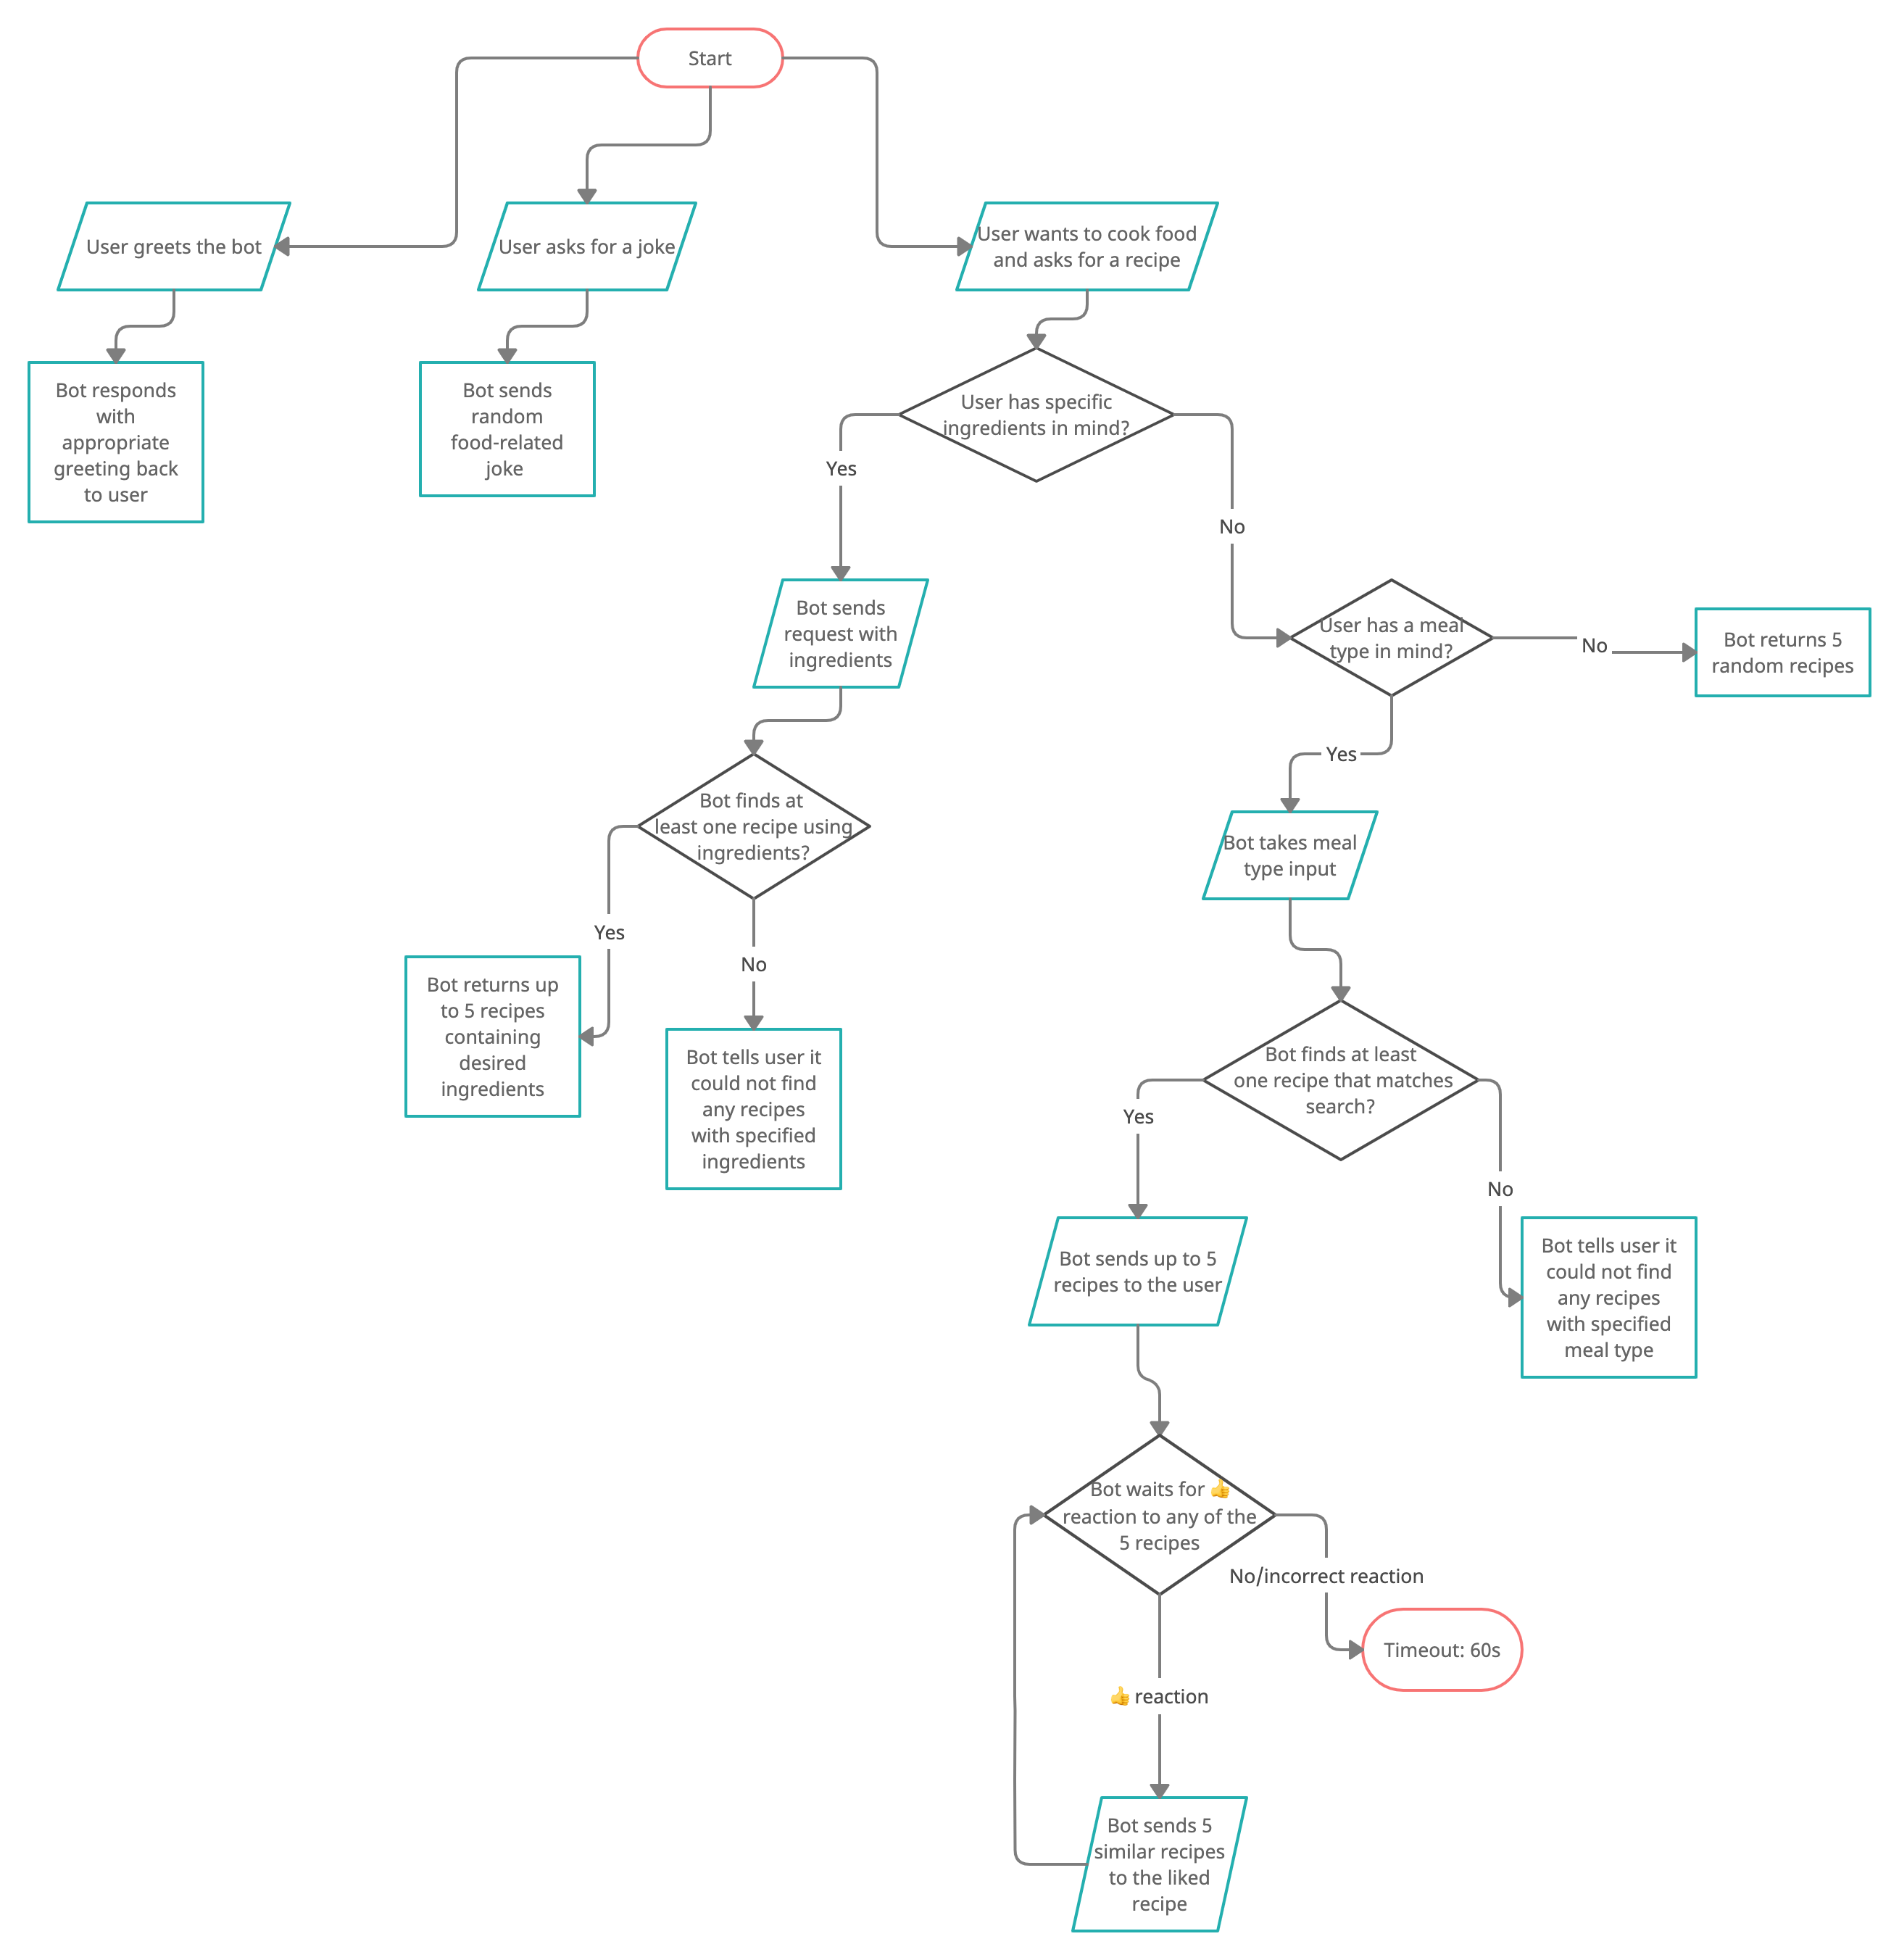 Start
User greets the bot
User asks for a joke
User wants to cook food
and asks for a recipe
Bot responds
with
appropriate
greeting back
to user
Bot sends
random
food-related
joke
User has specific
ingredients in mind?
Yes
No
Bot sends
request with
ingredients
User has a meal
type in mind?
No
Bot returns 5
random recipes
Yes
Bot finds at
least one recipe using
ingredients?
Bot takes meal
type input
Yes
No
Bot returns up
to 5 recipes
containing
desired
ingredients
Bot tells user it
could not find
any recipes
with specified
ingredients
Bot finds at least
one recipe that matches
search?
Yes
No
Bot sends up to 5
recipes to the user
Bot tells user it
could not find
any recipes
with specified
meal type
Bot waits for 👍
reaction to any of the
5 recipes
No/incorrect reaction
Timeout: 60s
👍 reaction
Bot sends 5
similar recipes
to the liked
recipe